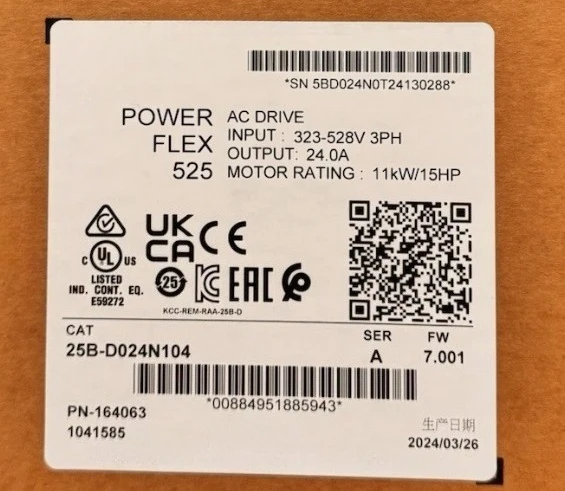 *SN 5BD024N0T24130288*
POWER FLEX 525
AC DRIVE
INPUT : 323-528V 3PH
OUTPUT: 24.0A
MOTOR RATING : 11kW/15HP
UK CA CE
C UL US
LISTED
IND. CONT. EQ.
E59272
25
EAC
KCC-REM-RAA-25B-D
CAT
25B-D024N104
SER
A
FW
7.001
*00884951885943*
PN-164063
1041585
生产日期
2024/03/26